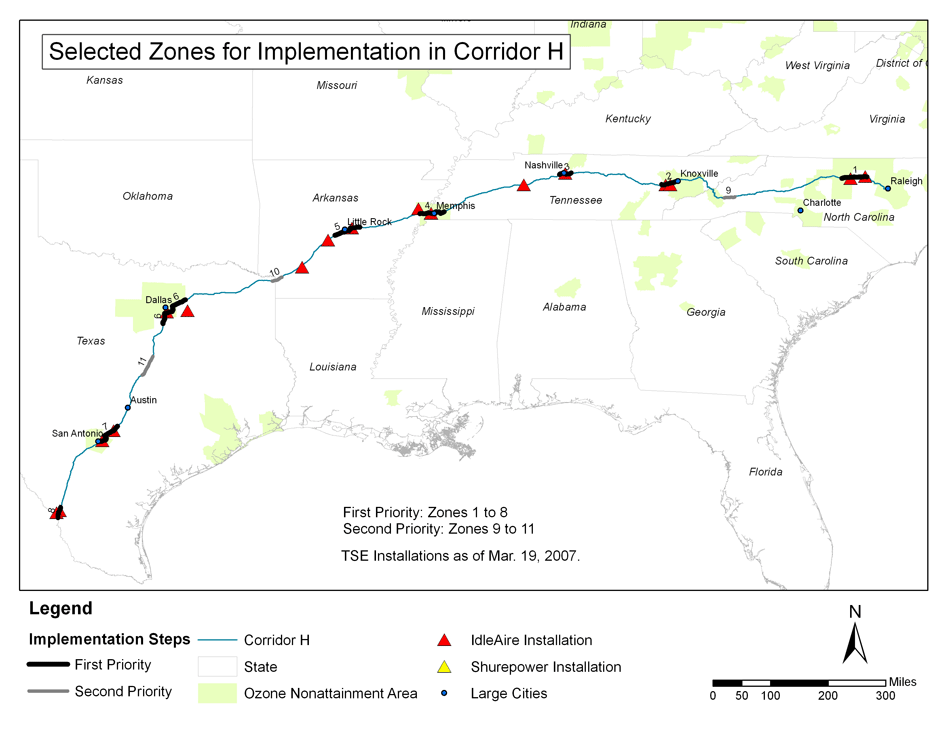 Selected Zones for Implementation in Corridor H
Indiana
Kansas
Missouri
West Virginia
District of
Kentucky
Virginia
Nashville
3
2
Knoxville
1
Raleigh
9
Oklahoma
Arkansas
Tennessee
4
Memphis
Charlotte
North Carolina
5
Little Rock
South Carolina
10
Dallas
6
6
Mississippi
Alabama
Georgia
Texas
11
Louisiana
Austin
San Antonio
7
Florida
8
First Priority: Zones 1 to 8
Second Priority: Zones 9 to 11
TSE Installations as of Mar. 19, 2007.
Legend
Implementation Steps
First Priority
Second Priority
Corridor H
State
Ozone Nonattainment Area
IdleAire Installation
Shurepower Installation
Large Cities
N
Miles
0 50 100 200 300